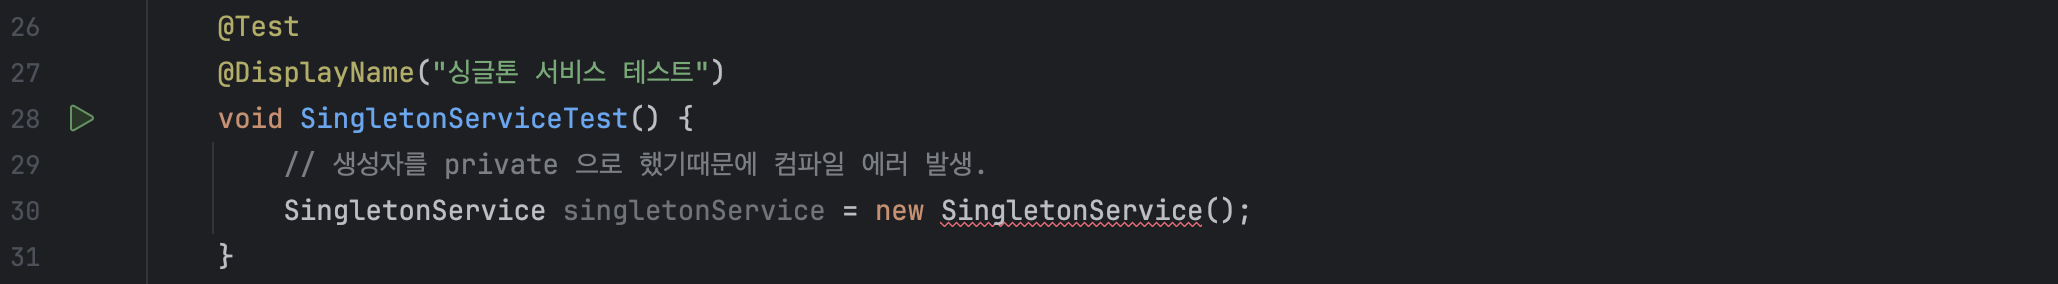 26 @Test
27 @DisplayName("싱글톤 서비스 테스트")
28 void SingletonServiceTest() {
29 // 생성자를 private 으로 했기때문에 컴파일 에러 발생.
30 SingletonService singletonService = new SingletonService();
31 }